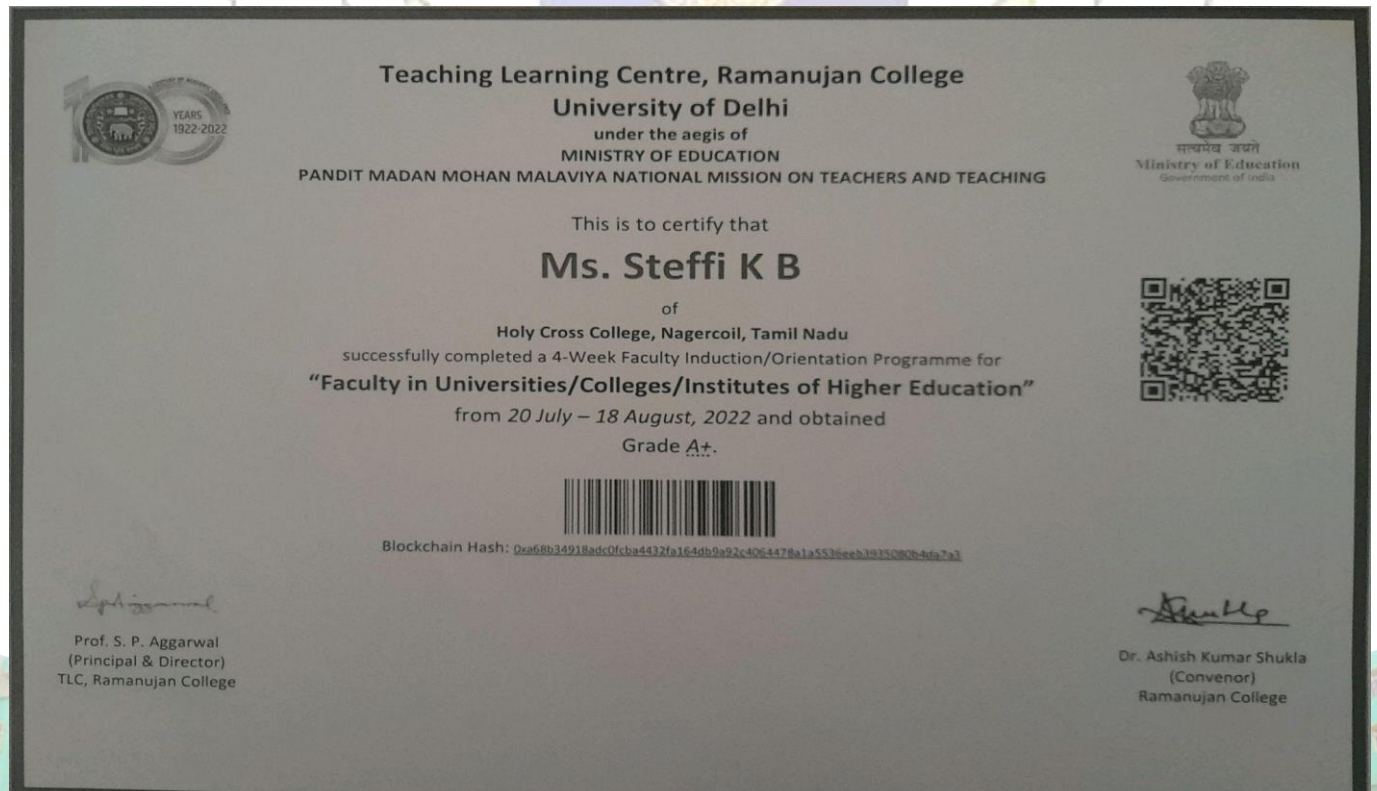 Teaching Learning Centre, Ramanujan College
University of Delhi
under the aegis of
MINISTRY OF EDUCATION
PANDIT MADAN MOHAN MALAVIYA NATIONAL MISSION ON TEACHERS AND TEACHING
YEARS
1922-2022
सत्यमेव जयते
Ministry of Education
Government of India
This is to certify that
Ms. Steffi K B
of
Holy Cross College, Nagercoil, Tamil Nadu
successfully completed a 4-Week Faculty Induction/Orientation Programme for
“Faculty in Universities/Colleges/Institutes of Higher Education”
from 20 July – 18 August, 2022 and obtained
Grade A+.
Blockchain Hash: 0xa68b34918adc0fcba4432fa164db9a92c4064478a1a5536eeb3935080b4da7a3
Prof. S. P. Aggarwal
(Principal & Director)
TLC, Ramanujan College
Dr. Ashish Kumar Shukla
(Convenor)
Ramanujan College